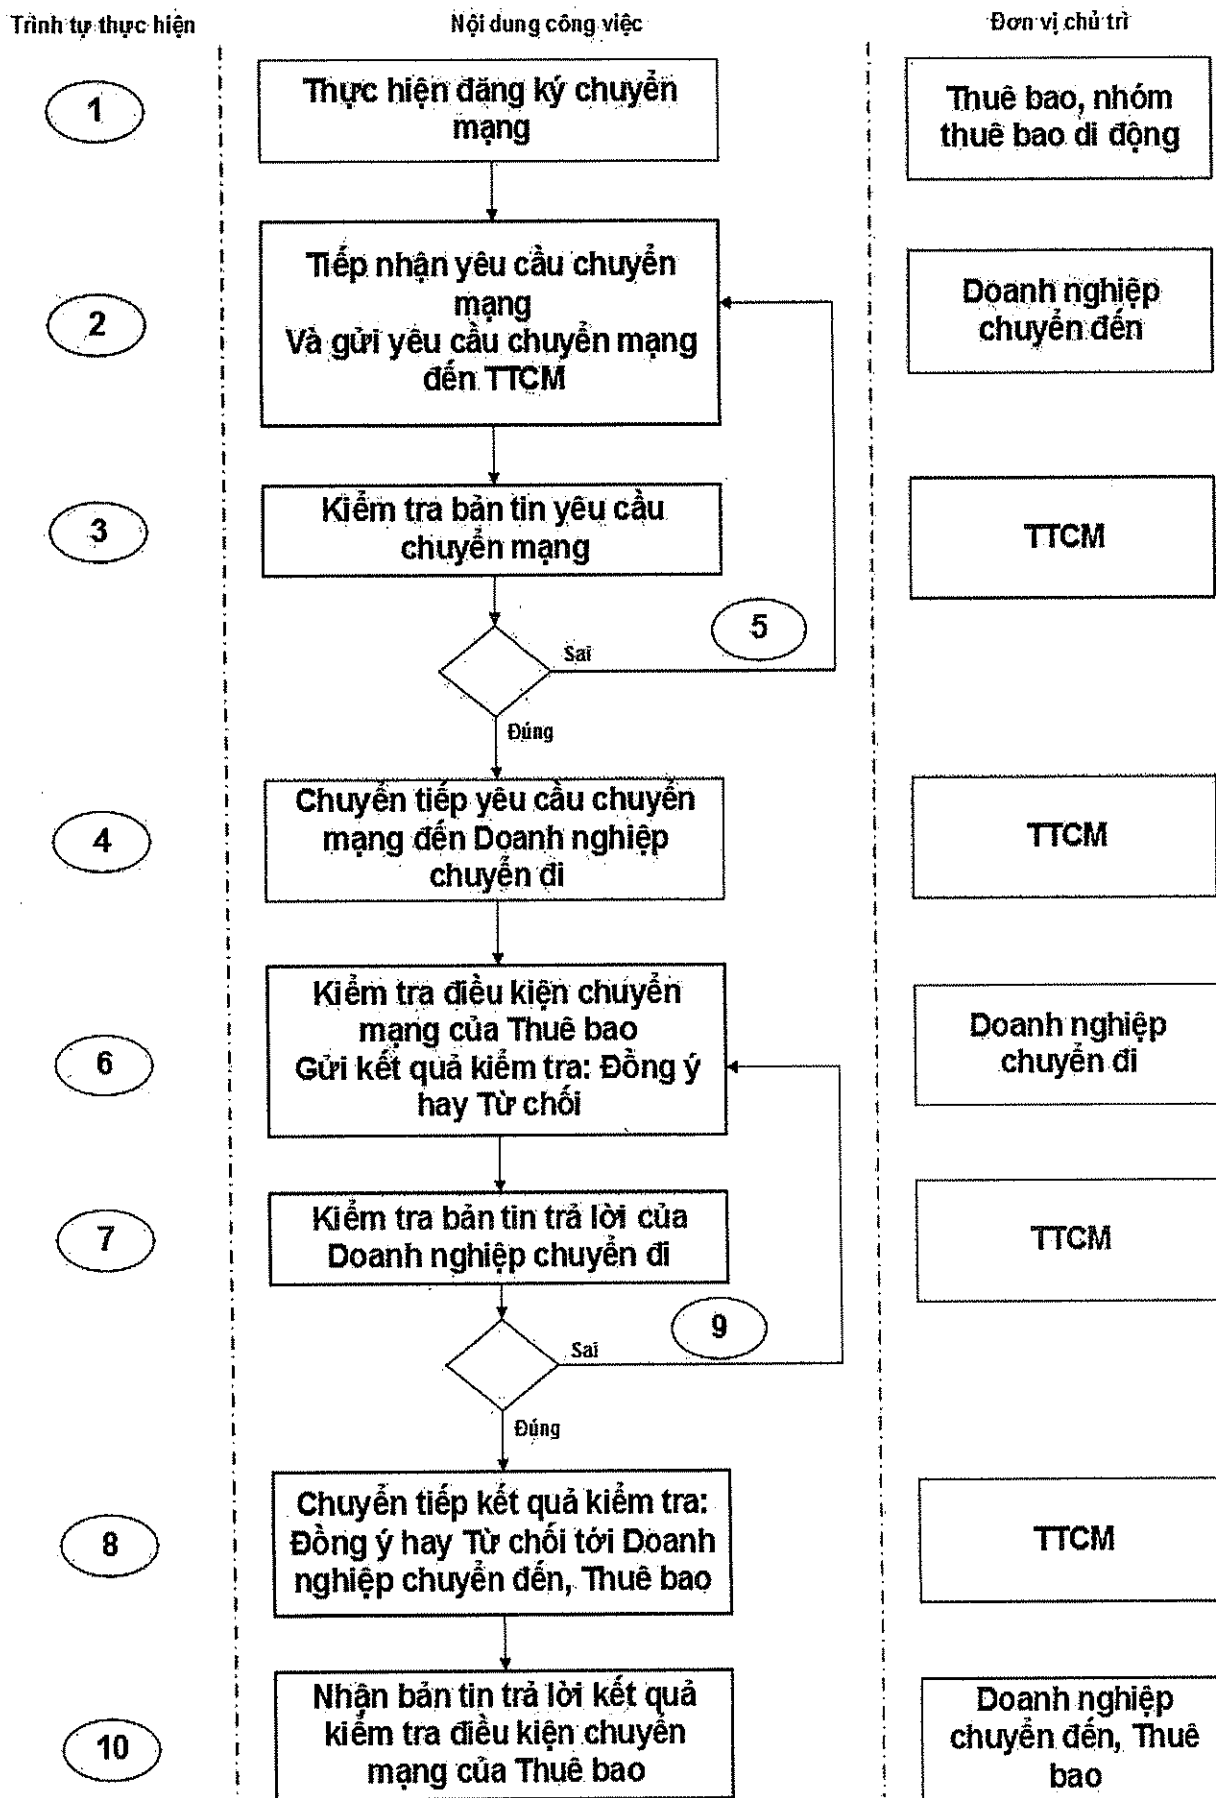 Trình tự thực hiện
Nội dung công việc
Đơn vị chủ trì
1
Thực hiện đăng ký chuyển
mạng
Thuê bao, nhóm
thuê bao di động
2
Tiếp nhận yêu cầu chuyển
mạng
Và gửi yêu cầu chuyển mạng
đến TTCM
Doanh nghiệp
chuyển đến
3
Kiểm tra bản tin yêu cầu
chuyển mạng
TTCM
5
Sai
Đúng
4
Chuyển tiếp yêu cầu chuyển
mạng đến Doanh nghiệp
chuyển đi
TTCM
6
Kiểm tra điều kiện chuyển
mạng của Thuê bao
Gửi kết quả kiểm tra: Đồng ý
hay Từ chối
Doanh nghiệp
chuyển đi
7
Kiểm tra bản tin trả lời của
Doanh nghiệp chuyển đi
TTCM
9
Sai
Đúng
8
Chuyển tiếp kết quả kiểm tra:
Đồng ý hay Từ chối tới Doanh
nghiệp chuyển đến, Thuê bao
TTCM
10
Nhận bản tin trả lời kết quả
kiểm tra điều kiện chuyển
mạng của Thuê bao
Doanh nghiệp
chuyển đến, Thuê
bao